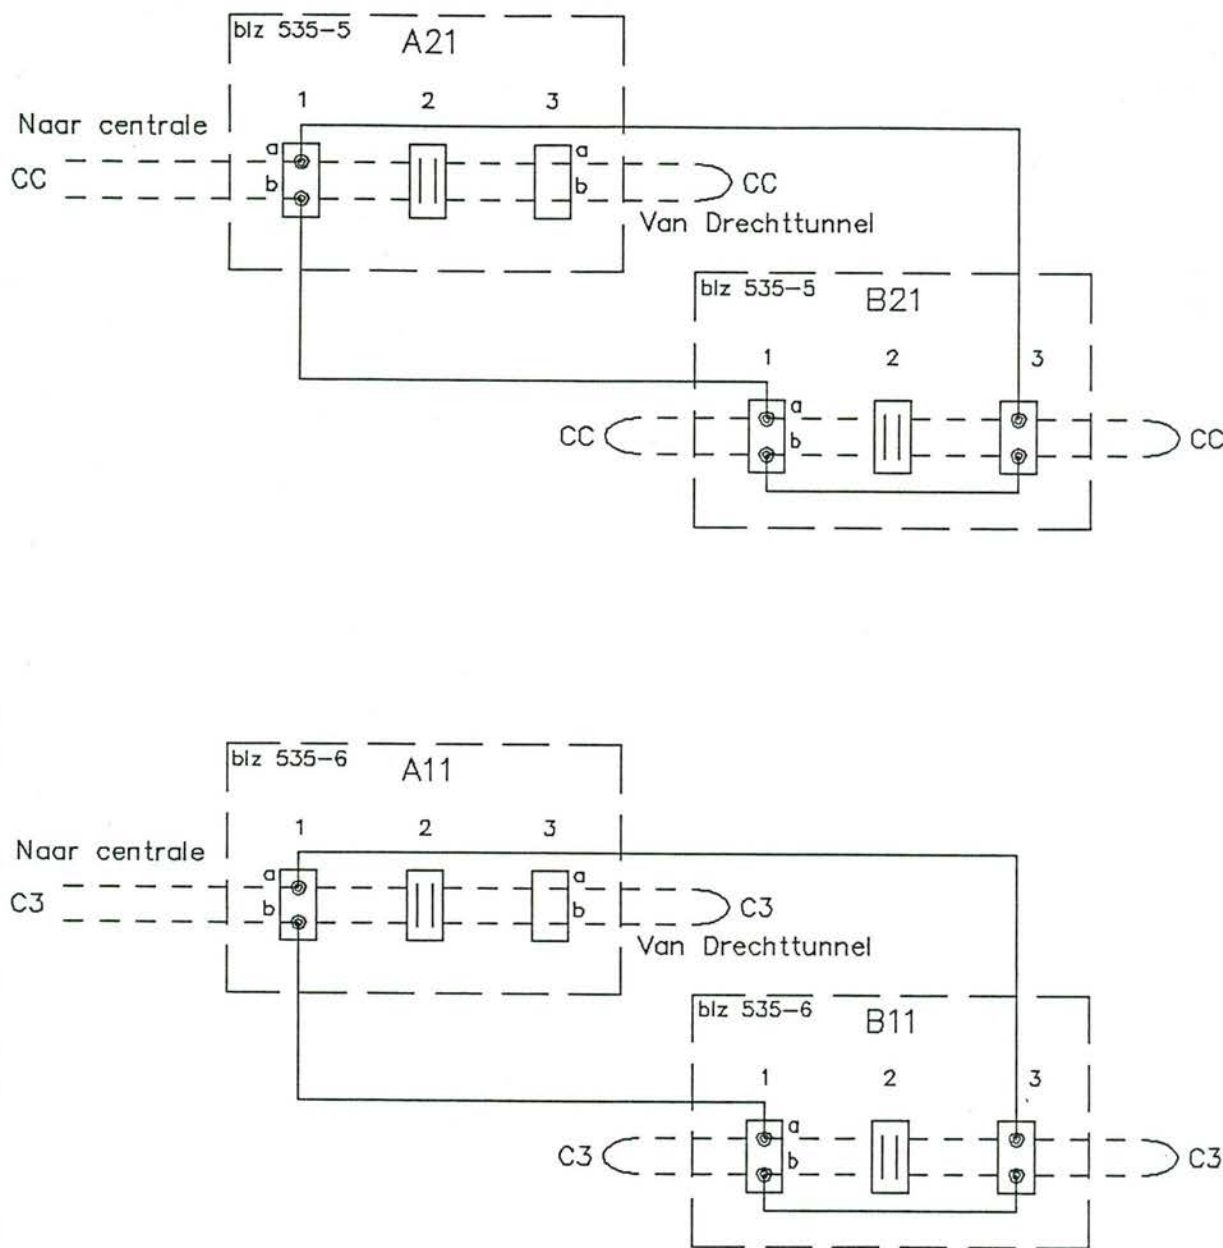 blz 535-5
A21
1 2 3
Naar centrale
a a
CC b b CC
Van Drechttunnel
blz 535-5
B21
1 2 3
a
CC b CC
blz 535-6
A11
1 2 3
Naar centrale
a a
C3 b b C3
Van Drechttunnel
blz 535-6
B11
1 2 3
a
C3 b C3